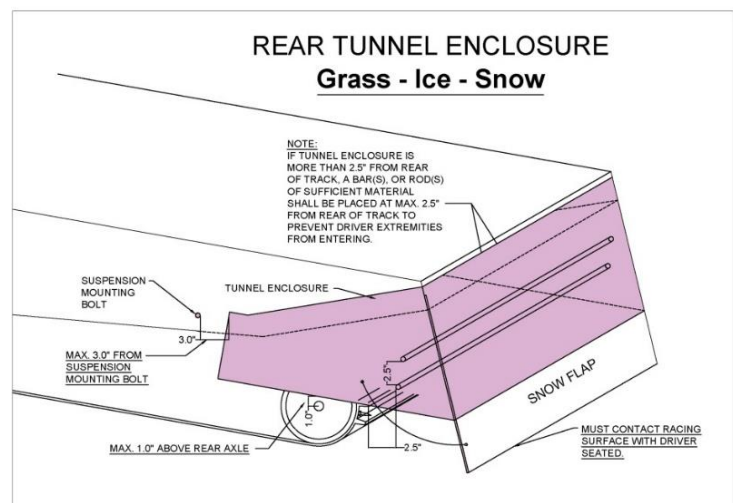 REAR TUNNEL ENCLOSURE
Grass - Ice - Snow
NOTE:
IF TUNNEL ENCLOSURE IS
MORE THAN 2.5" FROM REAR
OF TRACK, A BAR(S), OR ROD(S)
OF SUFFICIENT MATERIAL
SHALL BE PLACED AT MAX. 2.5"
FROM REAR OF TRACK TO
PREVENT DRIVER EXTREMITIES
FROM ENTERING.
SUSPENSION
MOUNTING
BOLT
TUNNEL ENCLOSURE
3.0"
MAX. 3.0" FROM
SUSPENSION
MOUNTING BOLT
2.5"
SNOW FLAP
1.0"
MAX. 1.0" ABOVE REAR AXLE
2.5"
MUST CONTACT RACING
SURFACE WITH DRIVER
SEATED.